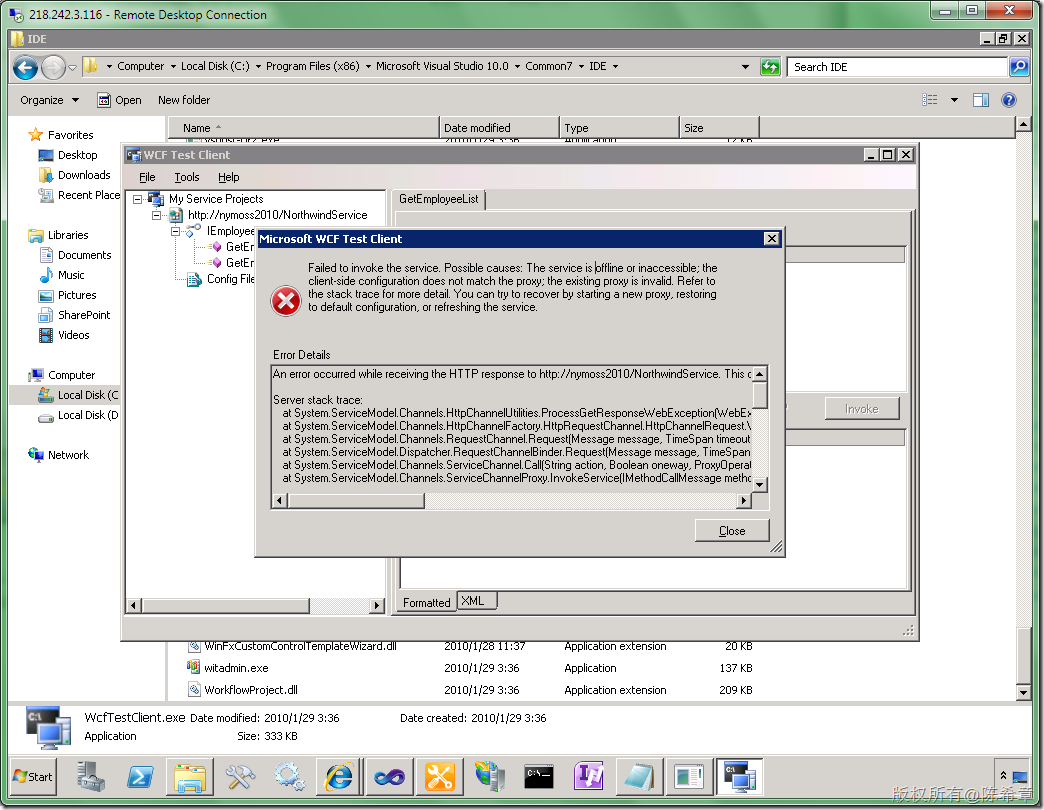 218.242.3.116 - Remote Desktop Connection
IDE
Computer Local Disk (C:) Program Files (x86) Microsoft Visual Studio 10.0 Common7 IDE
Search IDE
Organize Open New folder
Name Date modified Type Size
Favorites
Desktop
Downloads
Recent Place
Libraries
Documents
Music
Pictures
SharePoint
Videos
Computer
Local Disk (C
Local Disk (D
Network
WCF Test Client
File Tools Help
My Service Projects
http://nymoss2010/NorthwindService
IEmployee
GetEr
GetEr
Config File
GetEmployeeList
Invoke
Formatted XML
Microsoft WCF Test Client
Failed to invoke the service. Possible causes: The service is offline or inaccessible; the
client-side configuration does not match the proxy; the existing proxy is invalid. Refer to
the stack trace for more detail. You can try to recover by starting a new proxy, restoring
to default configuration, or refreshing the service.
Error Details
An error occurred while receiving the HTTP response to http://nymoss2010/NorthwindService. This c
Server stack trace:
at System.ServiceModel.Channels.HttpChannelUtilities.ProcessGetResponseWebException(WebEx
at System.ServiceModel.Channels.HttpChannelFactory.HttpRequestChannel.HttpChannelRequest.
at System.ServiceModel.Channels.RequestChannel.Request(Message message, TimeSpan timeout
at System.ServiceModel.Dispatcher.RequestChannelBinder.Request(Message message, TimeSpan
at System.ServiceModel.Channels.ServiceChannel.Call(String action, Boolean oneway, ProxyOperat
at System.ServiceModel.Channels.ServiceChannelProxy.InvokeService(IMethodCallMessage metho
Close
WinFxCustomControlTemplateWizard.dll 2010/1/28 11:37 Application extension 20 KB
witadmin.exe 2010/1/29 3:36 Application 137 KB
WorkflowProject.dll 2010/1/29 3:36 Application extension 209 KB
WcfTestClient.exe Date modified: 2010/1/29 3:36 Date created: 2010/1/29 3:36
Application Size: 333 KB
Start
版权所有@陈希章